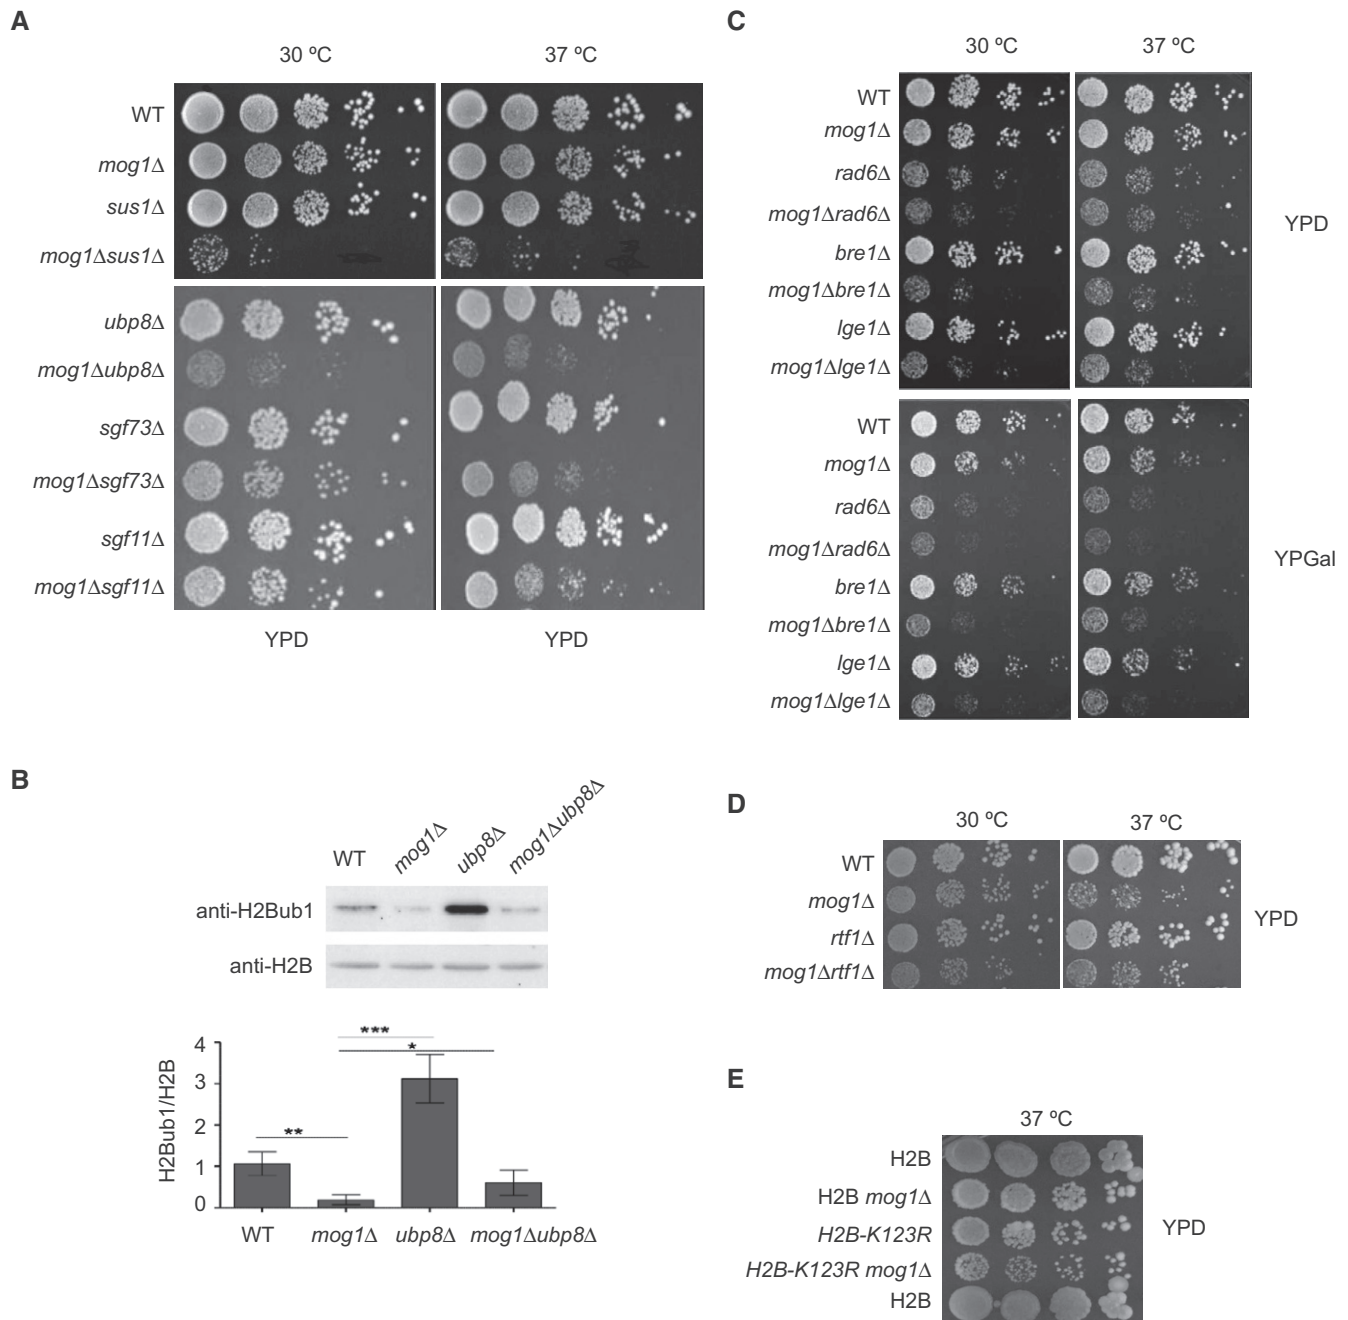 A
30 ºC 37 ºC
WT
mog1Δ
sus1Δ
mog1Δsus1Δ
ubp8Δ
mog1Δubp8Δ
sgf73Δ
mog1Δsgf73Δ
sgf11Δ
mog1Δsgf11Δ
YPD YPD
B
WT mog1Δ ubp8Δ mog1Δubp8Δ
anti-H2Bub1
anti-H2B
H2Bub1/H2B
4
3
2
1
0
***
*
**
WT mog1Δ ubp8Δ mog1Δubp8Δ
C
30 ºC 37 ºC
WT
mog1Δ
rad6Δ
mog1Δrad6Δ
bre1Δ
mog1Δbre1Δ
lge1Δ
mog1Δlge1Δ
YPD
WT
mog1Δ
rad6Δ
mog1Δrad6Δ
bre1Δ
mog1Δbre1Δ
lge1Δ
mog1Δlge1Δ
YPGal
D
30 ºC 37 ºC
WT
mog1Δ
rtf1Δ
mog1Δrtf1Δ
YPD
E
37 ºC
H2B
H2B mog1Δ
H2B-K123R
H2B-K123R mog1Δ
H2B
YPD